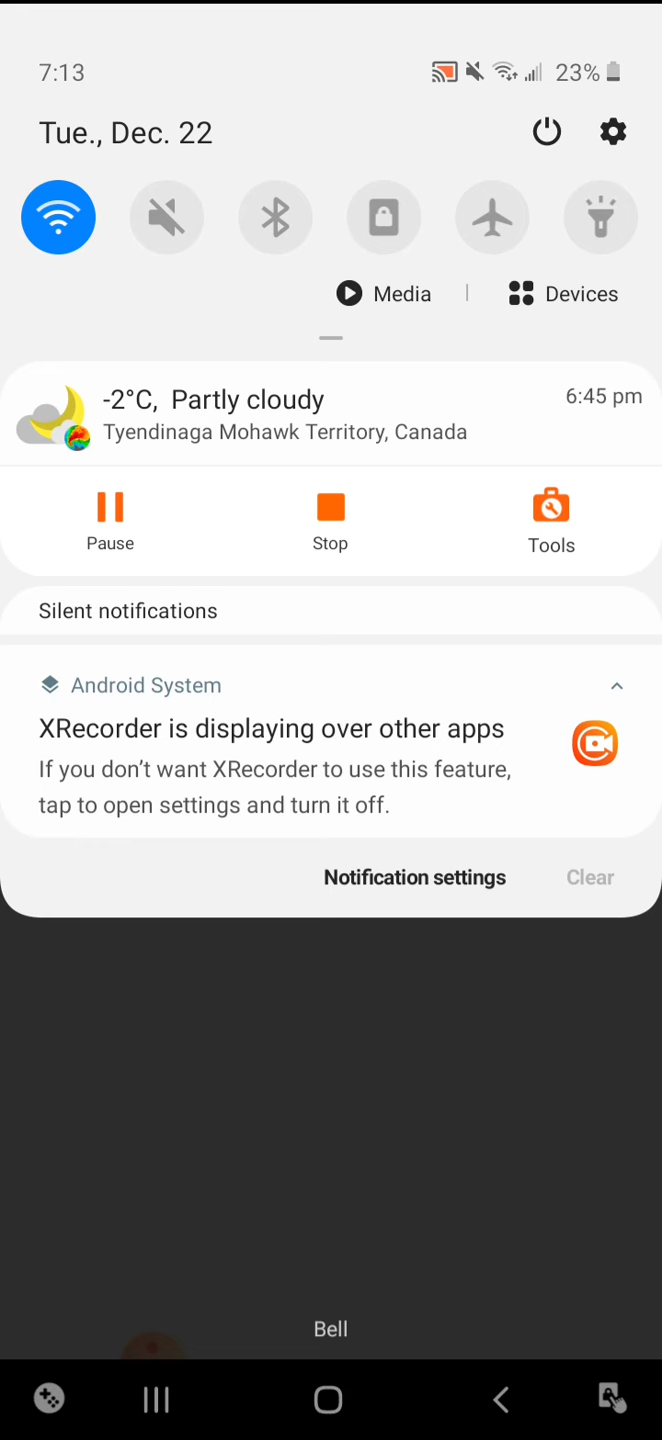 7:13 23%
Tue., Dec. 22
Media | Devices
-2°C, Partly cloudy 6:45 pm
Tyendinaga Mohawk Territory, Canada
Pause Stop Tools
Silent notifications
Android System
XRecorder is displaying over other apps
If you don’t want XRecorder to use this feature,
tap to open settings and turn it off.
Notification settings Clear
Bell